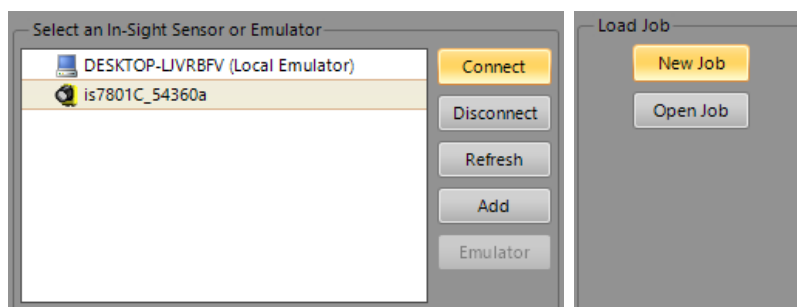 Select an In-Sight Sensor or Emulator
DESKTOP-LJVRBFV (Local Emulator)
is7801C_54360a
Connect
Disconnect
Refresh
Add
Emulator
Load Job
New Job
Open Job